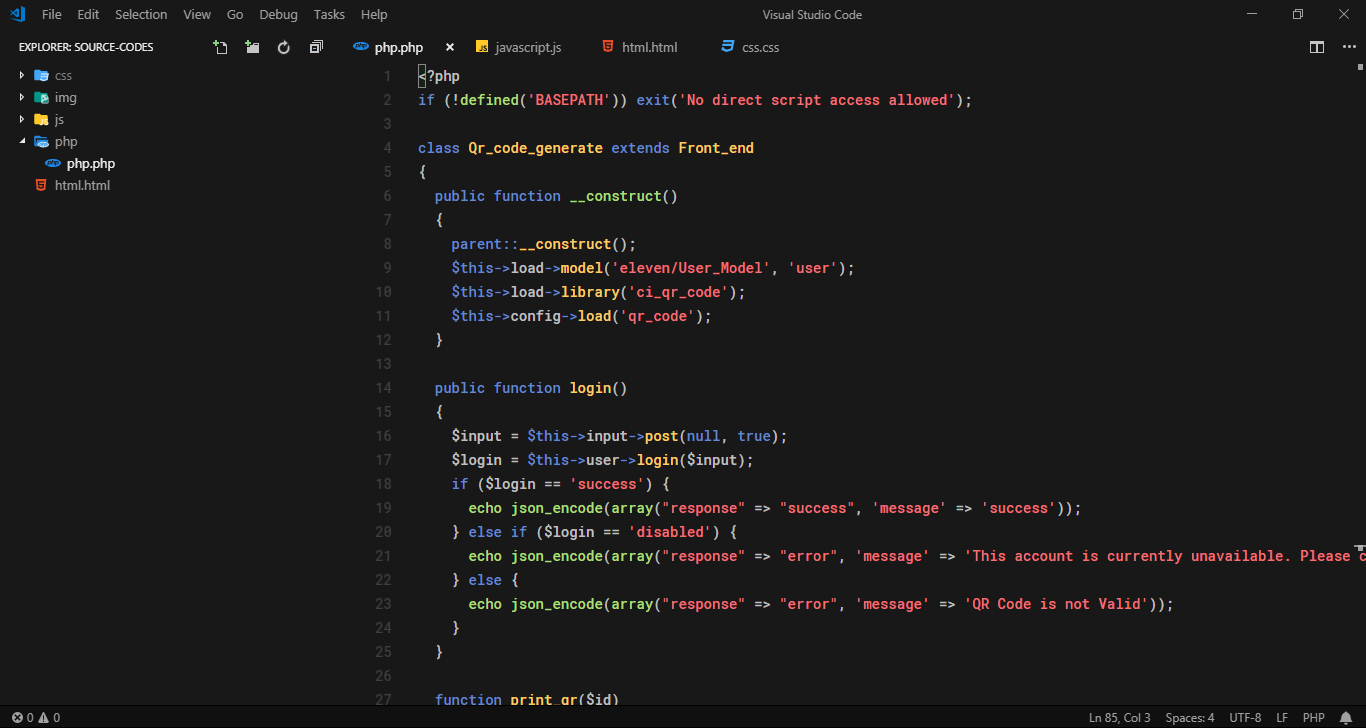 File Edit Selection View Go Debug Tasks Help
Visual Studio Code
EXPLORER: SOURCE-CODES
css
img
js
php
php.php
html.html
php.php javascript.js html.html css.css
1 <?php
2 if (!defined('BASEPATH')) exit('No direct script access allowed');
3
4 class Qr_code_generate extends Front_end
5 {
6 public function __construct()
7 {
8 parent::__construct();
9 $this->load->model('eleven/User_Model', 'user');
10 $this->load->library('ci_qr_code');
11 $this->config->load('qr_code');
12 }
13
14 public function login()
15 {
16 $input = $this->input->post(null, true);
17 $login = $this->user->login($input);
18 if ($login == 'success') {
19 echo json_encode(array("response" => "success", 'message' => 'success'));
20 } else if ($login == 'disabled') {
21 echo json_encode(array("response" => "error", 'message' => 'This account is currently unavailable. Please c
22 } else {
23 echo json_encode(array("response" => "error", 'message' => 'QR Code is not Valid'));
24 }
25 }
26
27 function print_qr($id)
0 0
Ln 85, Col 3 Spaces: 4 UTF-8 LF PHP